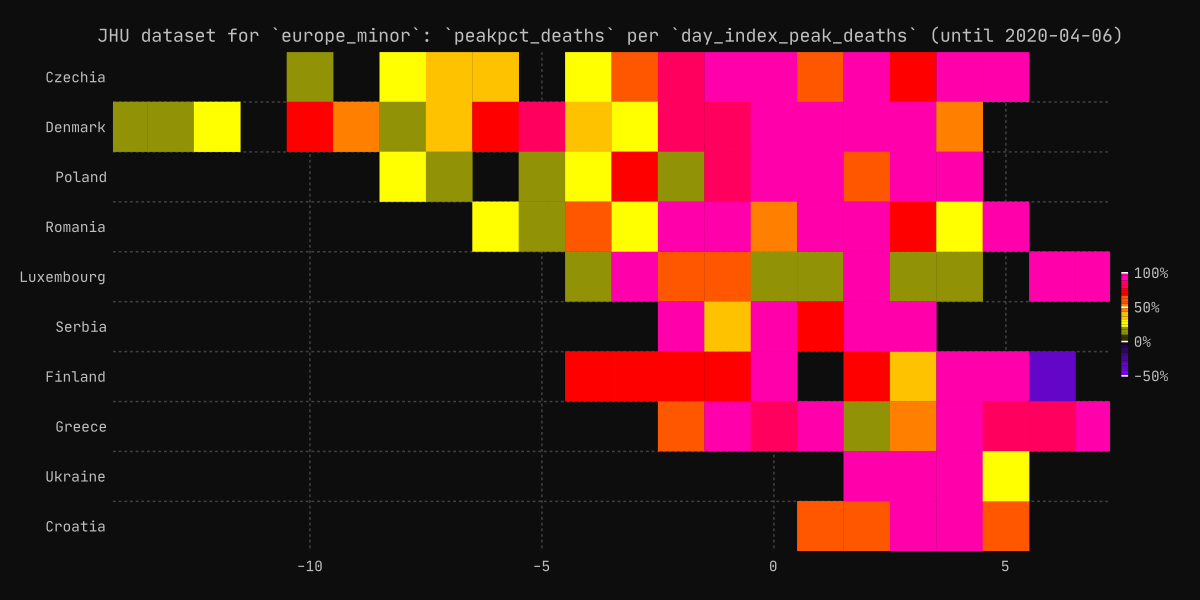 JHU dataset for `europe_minor`: `peakpct_deaths` per `day_index_peak_deaths` (until 2020-04-06)
Czechia
Denmark
Poland
Romania
Luxembourg
Serbia
Finland
Greece
Ukraine
Croatia
100%
50%
0%
-50%
-10
-5
0
5